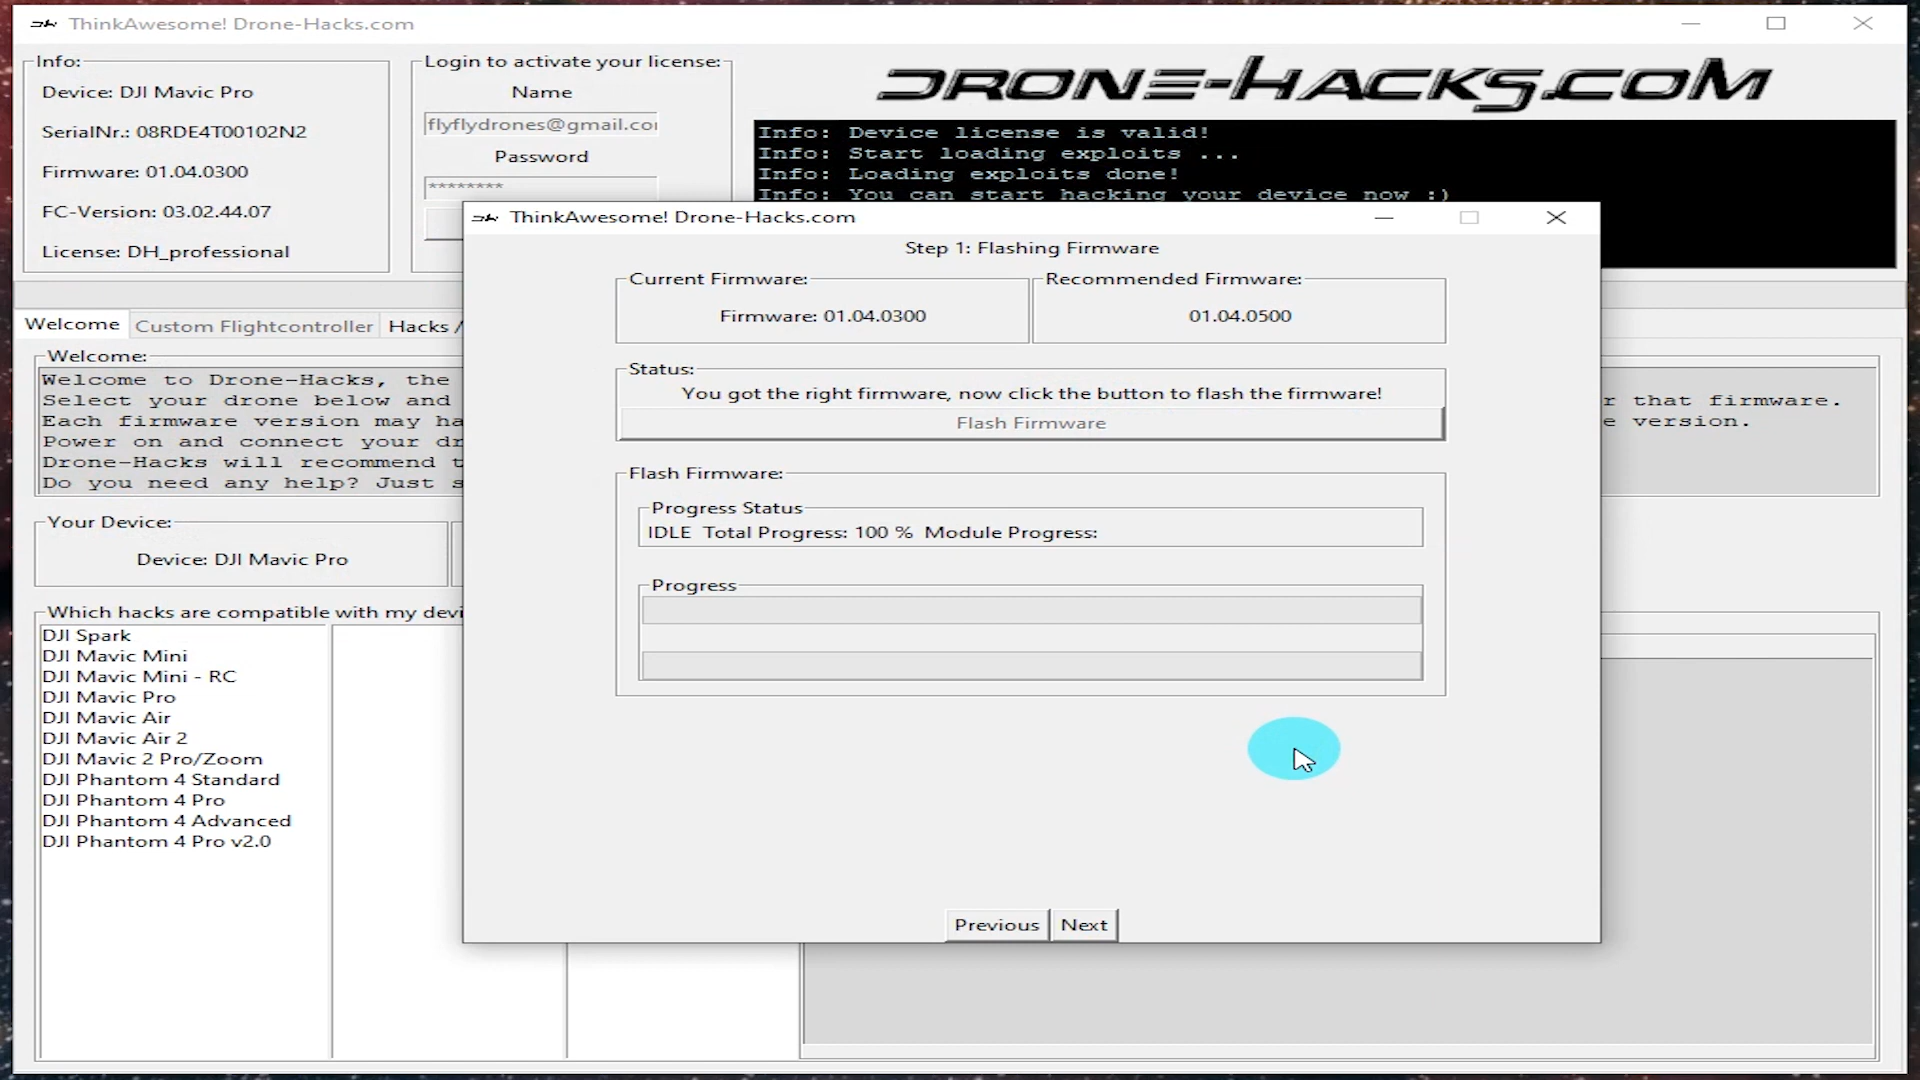 ThinkAwesome! Drone-Hacks.com
Info:
Device: DJI Mavic Pro
SerialNr.: 08RDE4T00102N2
Firmware: 01.04.0300
FC-Version: 03.02.44.07
License: DH_professional
Login to activate your license:
Name
flyflydrones@gmail.co
Password
********
DRONE-HACKS.COM
Info: Device license is valid!
Info: Start loading exploits ...
Info: Loading exploits done!
Info: You can start hacking your device now :)
Welcome
Custom Flightcontroller
Hacks /
Welcome:
Welcome to Drone-Hacks, the
Select your drone below and
Each firmware version may ha
Power on and connect your dr
Drone-Hacks will recommend t
Do you need any help? Just s
r that firmware.
e version.
Your Device:
Device: DJI Mavic Pro
Which hacks are compatible with my devi
DJI Spark
DJI Mavic Mini
DJI Mavic Mini - RC
DJI Mavic Pro
DJI Mavic Air
DJI Mavic Air 2
DJI Mavic 2 Pro/Zoom
DJI Phantom 4 Standard
DJI Phantom 4 Pro
DJI Phantom 4 Advanced
DJI Phantom 4 Pro v2.0
ThinkAwesome! Drone-Hacks.com
Step 1: Flashing Firmware
Current Firmware:
Firmware: 01.04.0300
Recommended Firmware:
01.04.0500
Status:
You got the right firmware, now click the button to flash the firmware!
Flash Firmware
Flash Firmware:
Progress Status
IDLE Total Progress: 100 % Module Progress:
Progress
Previous
Next